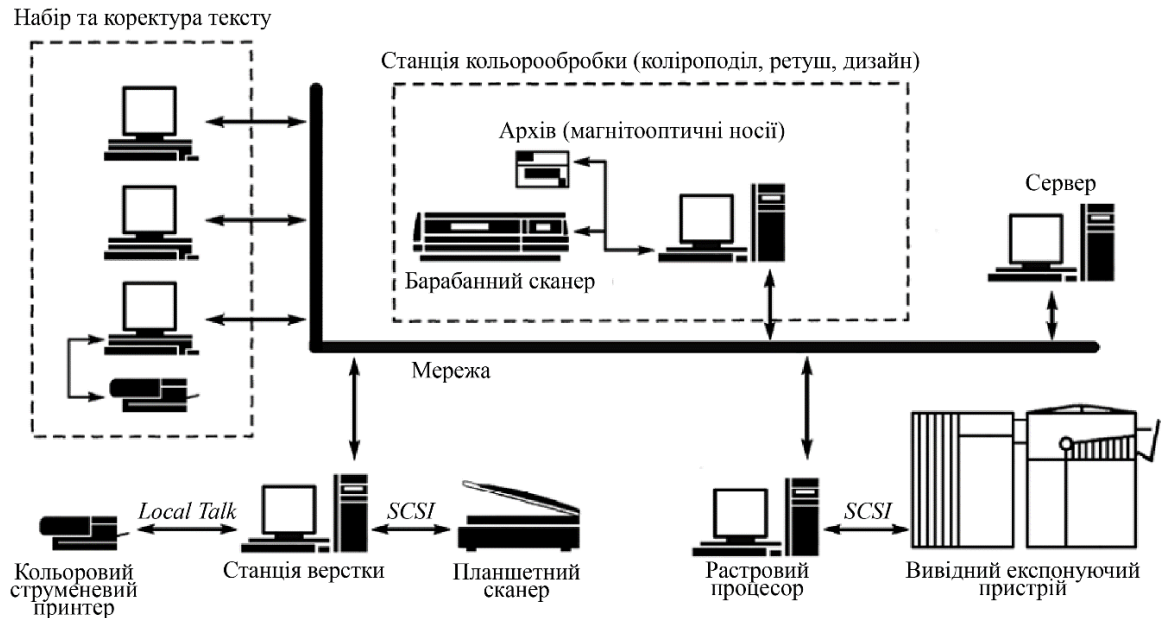 Набір та коректура тексту
Станція кольорообробки (коліроподіл, ретуш, дизайн)
Архів (магнітооптичні носії)
Сервер
Барабанний сканер
Мережа
Local Talk
SCSI
SCSI
Кольоровий
струменевий
принтер
Станція верстки
Планшетний
сканер
Растровий
процесор
Вивідний експонуючий
пристрій